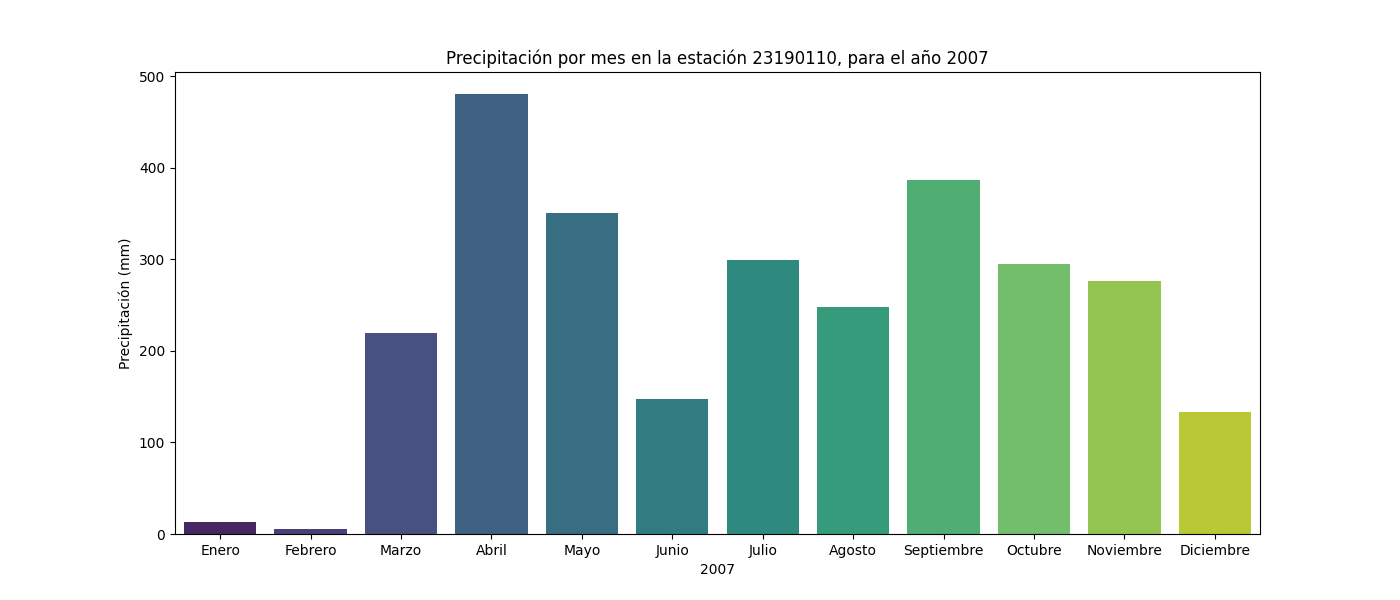 Precipitación por mes en la estación 23190110, para el año 2007
Precipitación (mm)
500
400
300
200
100
0
Enero Febrero Marzo Abril Mayo Junio Julio Agosto Septiembre Octubre Noviembre Diciembre
2007